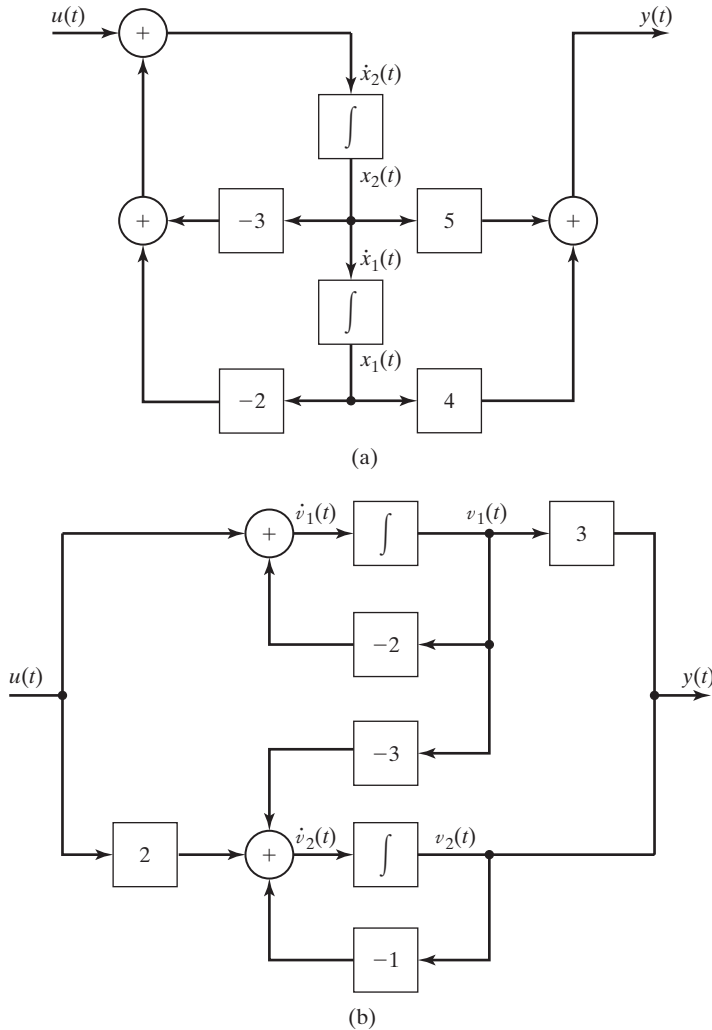 u(t)
y(t)
+
ẋ₂(t)
∫
x₂(t)
+
−3
5
+
ẋ₁(t)
∫
x₁(t)
−2
4
(a)
+
v̇₁(t)
∫
v₁(t)
3
−2
u(t)
y(t)
−3
2
+
v̇₂(t)
∫
v₂(t)
−1
(b)